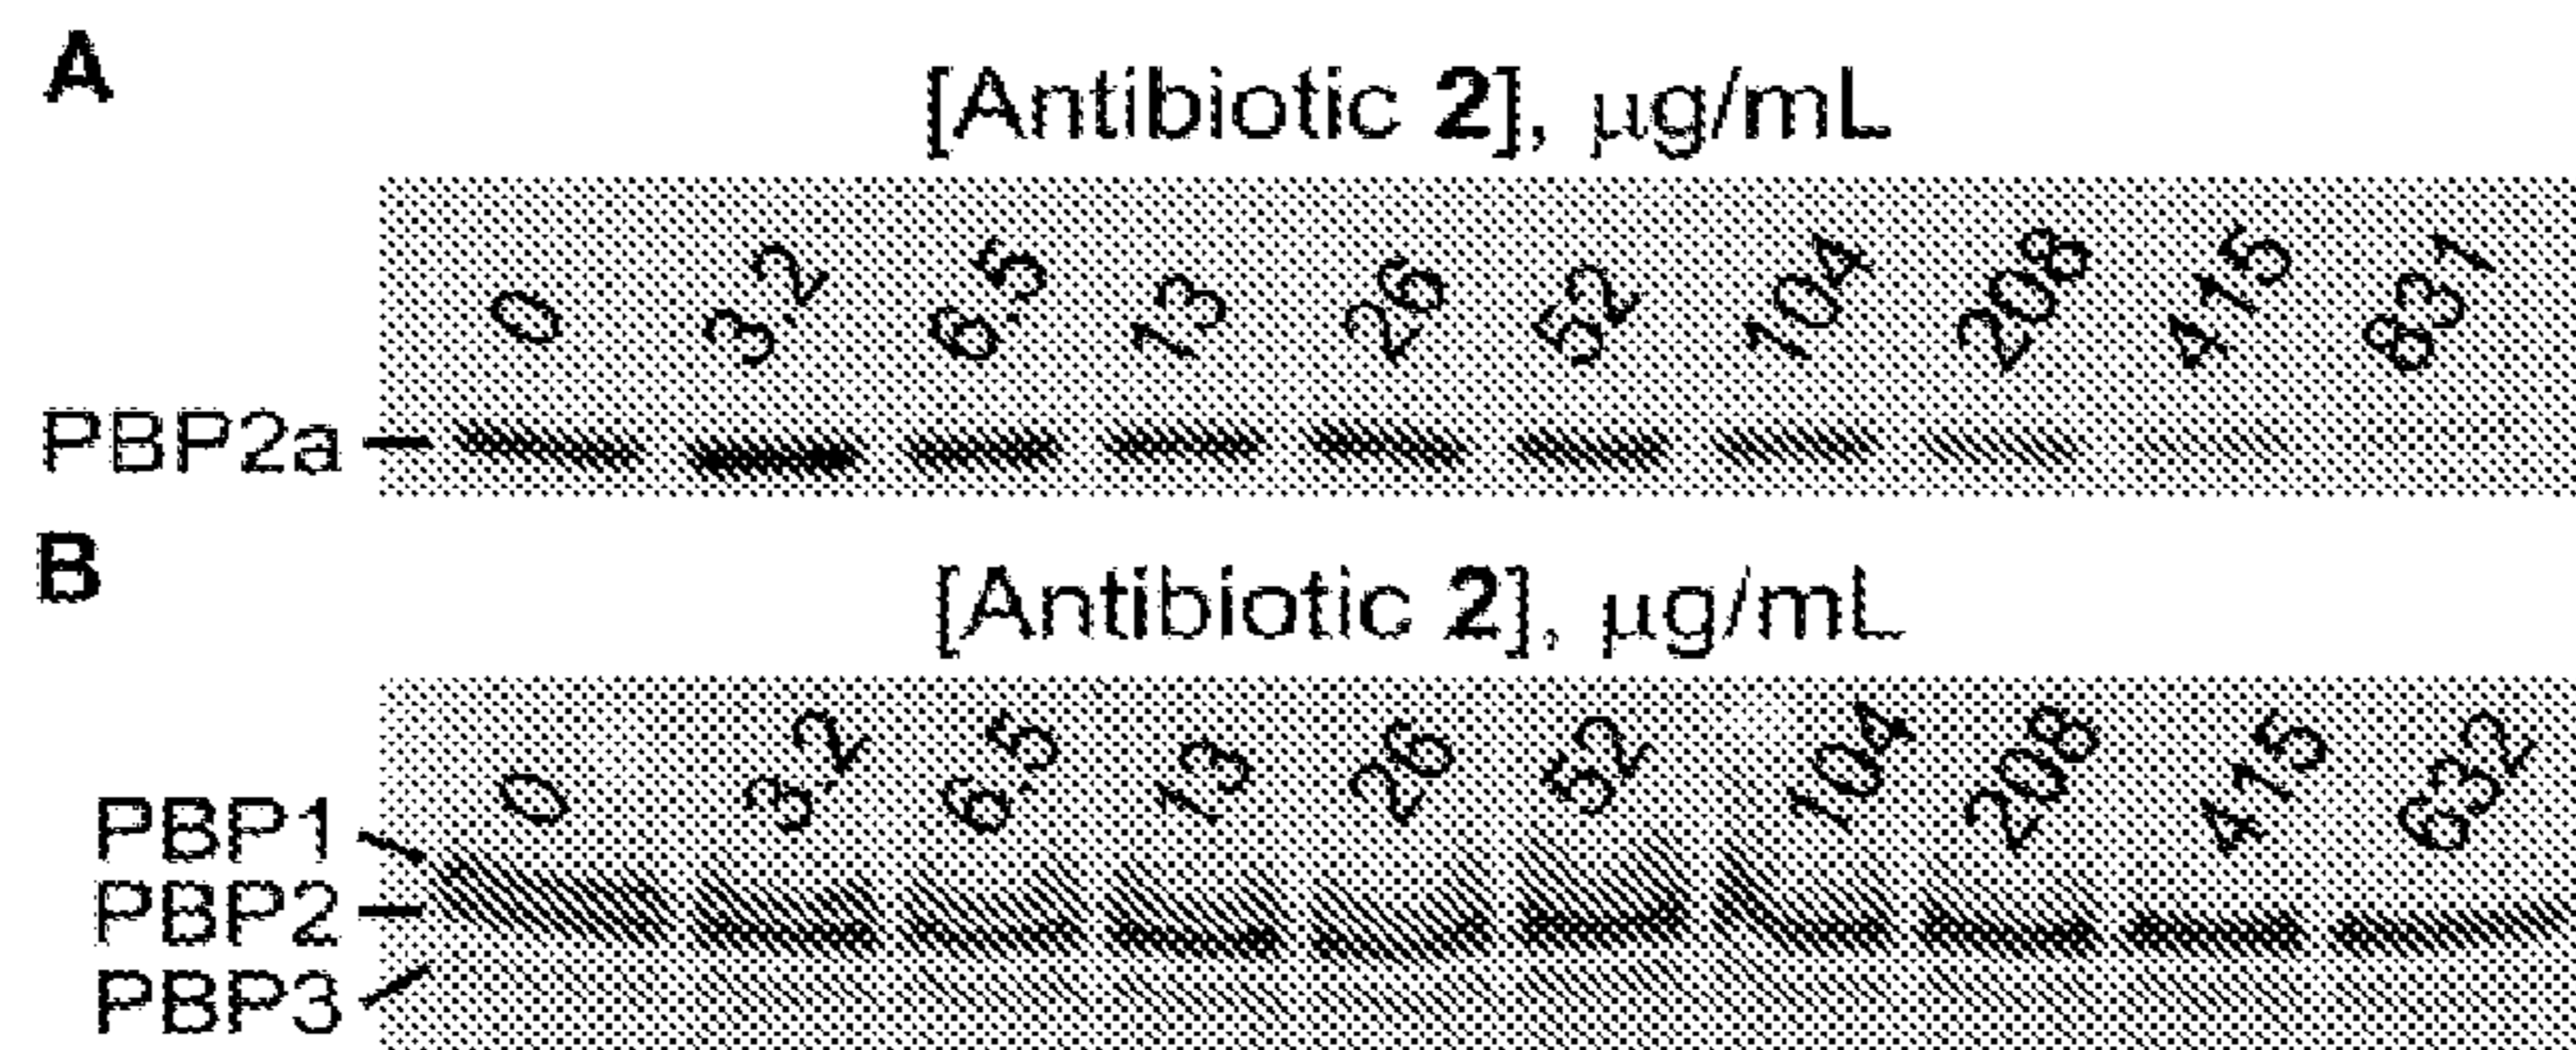 A
[Antibiotic 2], μg/mL
0 3.2 6.5 13 26 52 104 208 415 831
PBP2a
B
[Antibiotic 2], μg/mL
0 3.2 6.5 13 26 52 104 208 415 632
PBP1
PBP2
PBP3